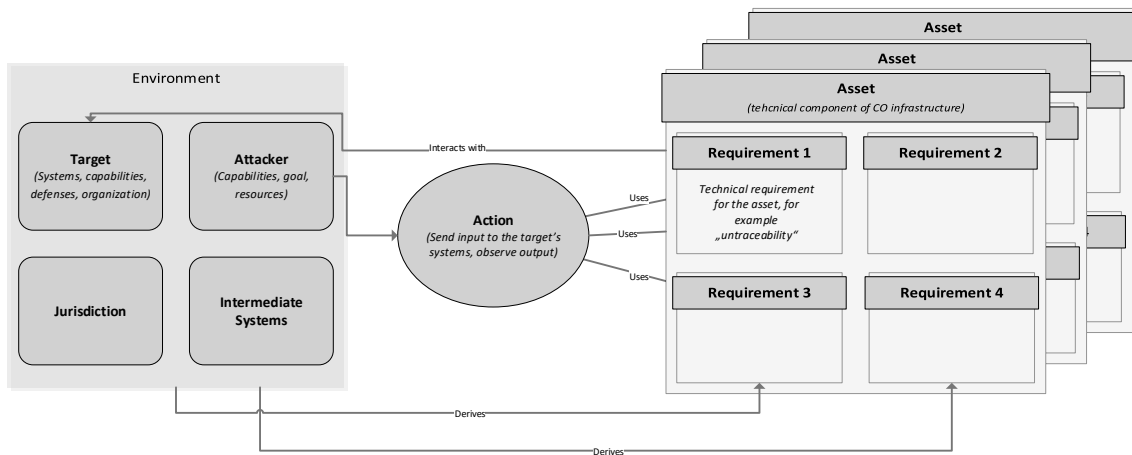 Asset
Asset
Asset
(tehcnical component of CO infrastructure)
Environment
Target
(Systems, capabilities,
defenses, organization)
Attacker
(Capabilities, goal,
resources)
Interacts with
Action
(Send input to the target's
systems, observe output)
Uses
Uses
Uses
Requirement 1
Technical requirement
for the asset, for
example
„untraceability“
Requirement 2
Jurisdiction
Intermediate
Systems
Requirement 3
Requirement 4
4
Derives
Derives